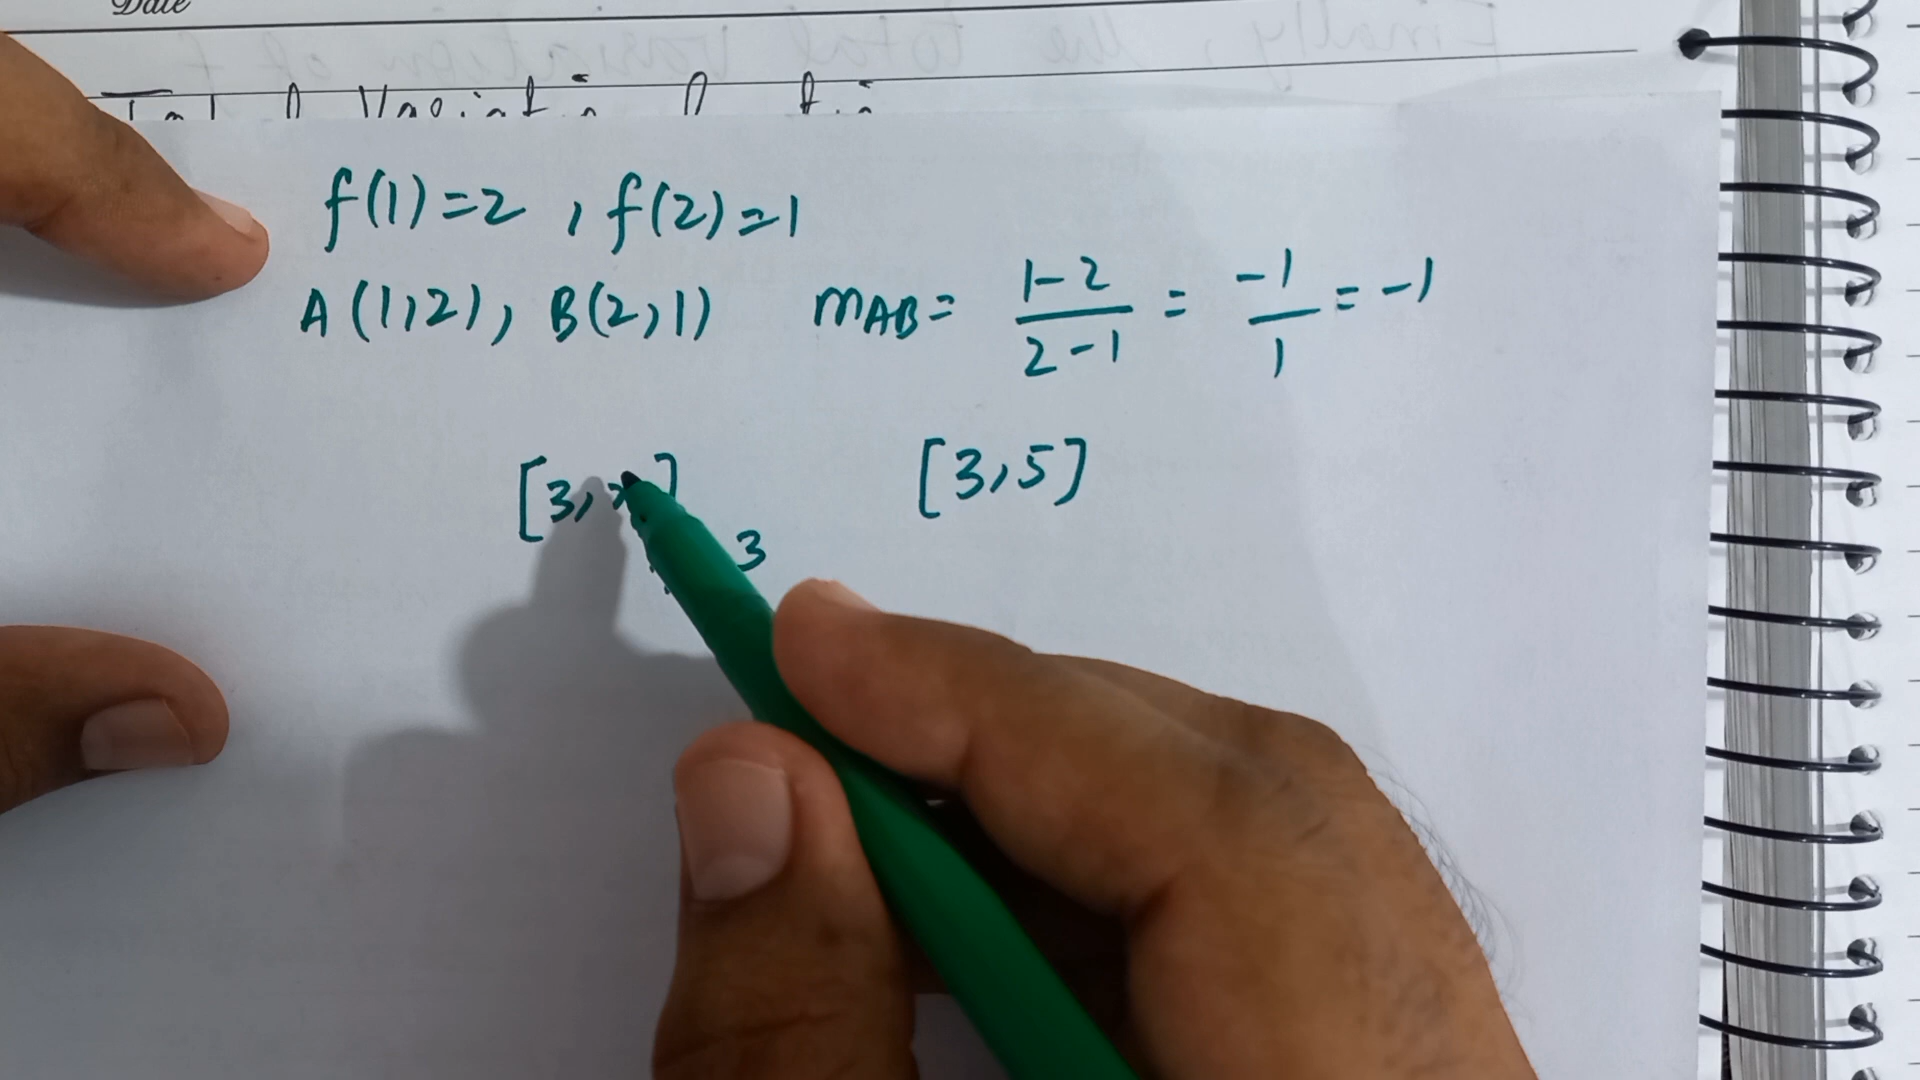 Date
f(1)=2 , f(2)=1
A(1,2), B(2,1) mAB = 1-2/2-1 = -1/1 = -1
[3,x] [3,5]
3